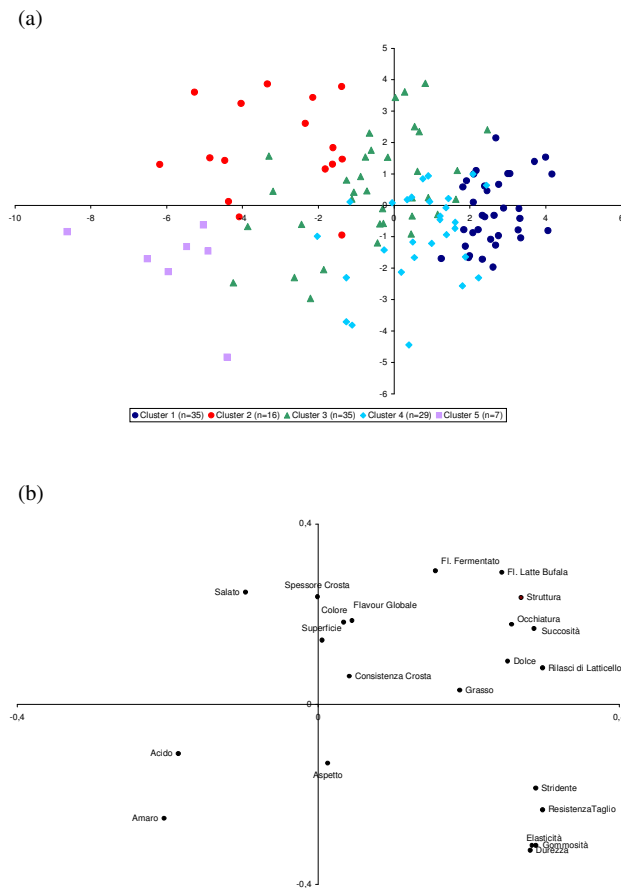 (a)
5
4
3
2
1
0
-10 -8 -6 -4 -2 0 2 4 6
-1
-2
-3
-4
-5
-6
Cluster 1 (n=35) Cluster 2 (n=16) Cluster 3 (n=35) Cluster 4 (n=29) Cluster 5 (n=7)
(b)
0,4
Fl. Fermentato
Fl. Latte Bufala
Spessore Crosta
Salato
Struttura
Colore Flavour Globale
Occhiatura
Superficie
Succosità
Dolce
Rilasci di Latticello
Consistenza Crosta
Grasso
0
-0,4 0
Acido
Aspetto
Stridente
ResistenzaTaglio
Amaro
Elasticità
Gommosità
Durezza
-0,4